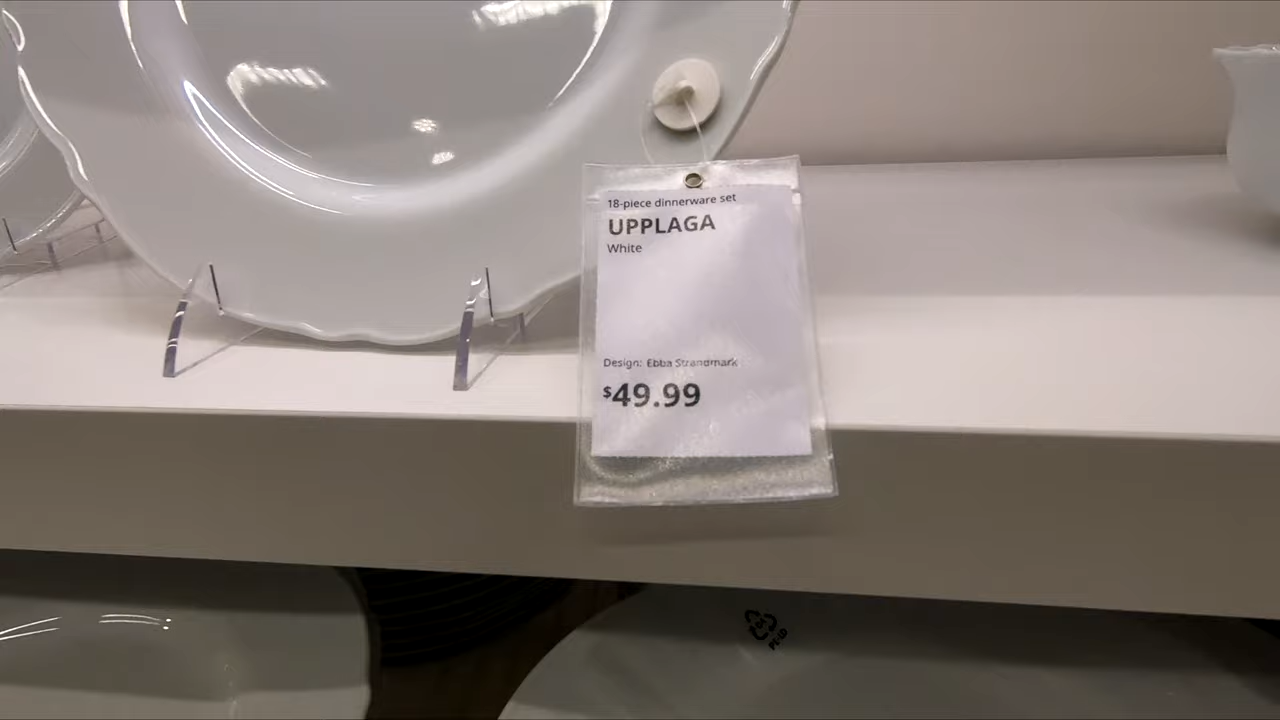 18-piece dinnerware set
UPPLAGA
White
Design: Ebba Strandmark
$49.99